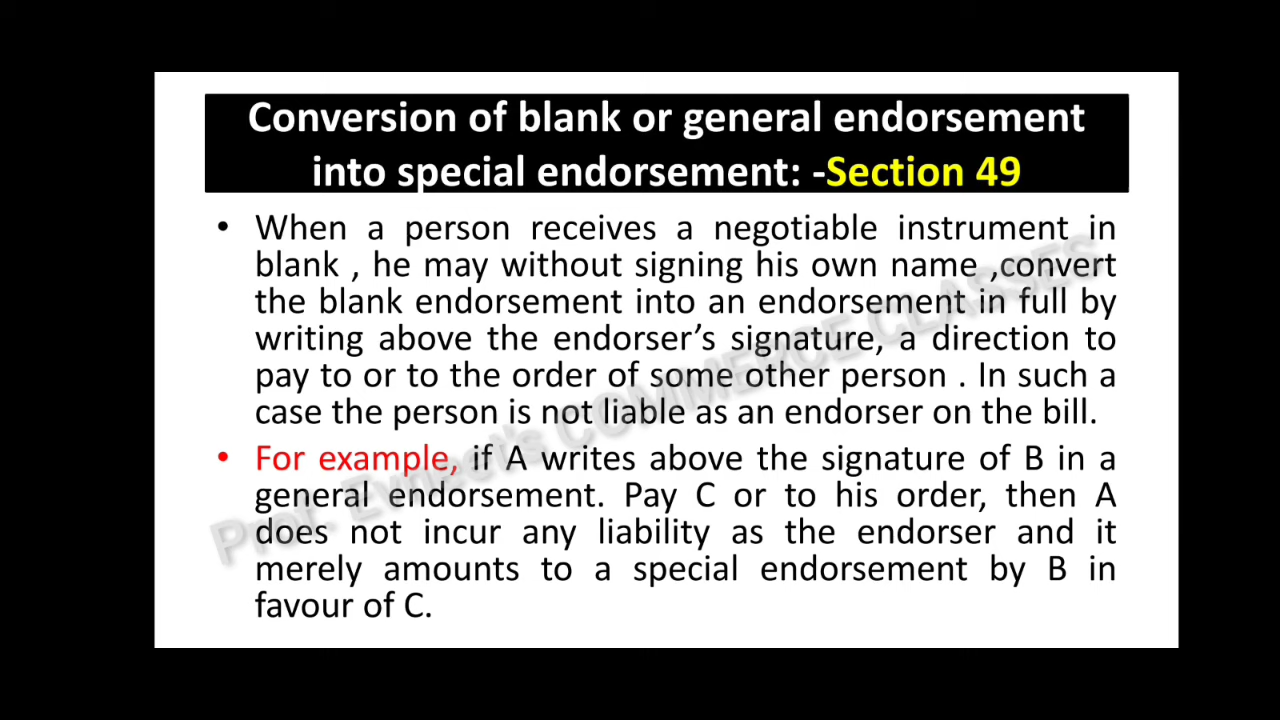 Conversion of blank or general endorsement
into special endorsement: -Section 49
• When a person receives a negotiable instrument in
blank , he may without signing his own name ,convert
the blank endorsement into an endorsement in full by
writing above the endorser’s signature, a direction to
pay to or to the order of some other person . In such a
case the person is not liable as an endorser on the bill.
• For example, if A writes above the signature of B in a
general endorsement. Pay C or to his order, then A
does not incur any liability as the endorser and it
merely amounts to a special endorsement by B in
favour of C.
Prof. Evneet's COMMERCE CLASSES